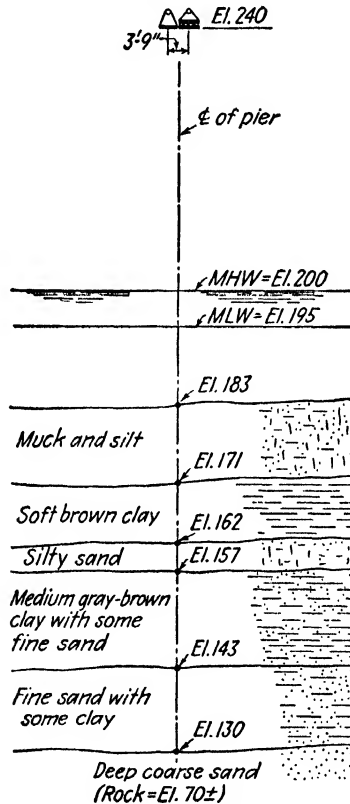 El. 240
3'-9"
℄ of pier
MHW = El. 200
MLW = El. 195
El. 183
Muck and silt
El. 171
Soft brown clay
El. 162
Silty sand
El. 157
Medium gray-brown
clay with some
fine sand
El. 143
Fine sand with
some clay
El. 130
Deep coarse sand
(Rock = El. 70±)